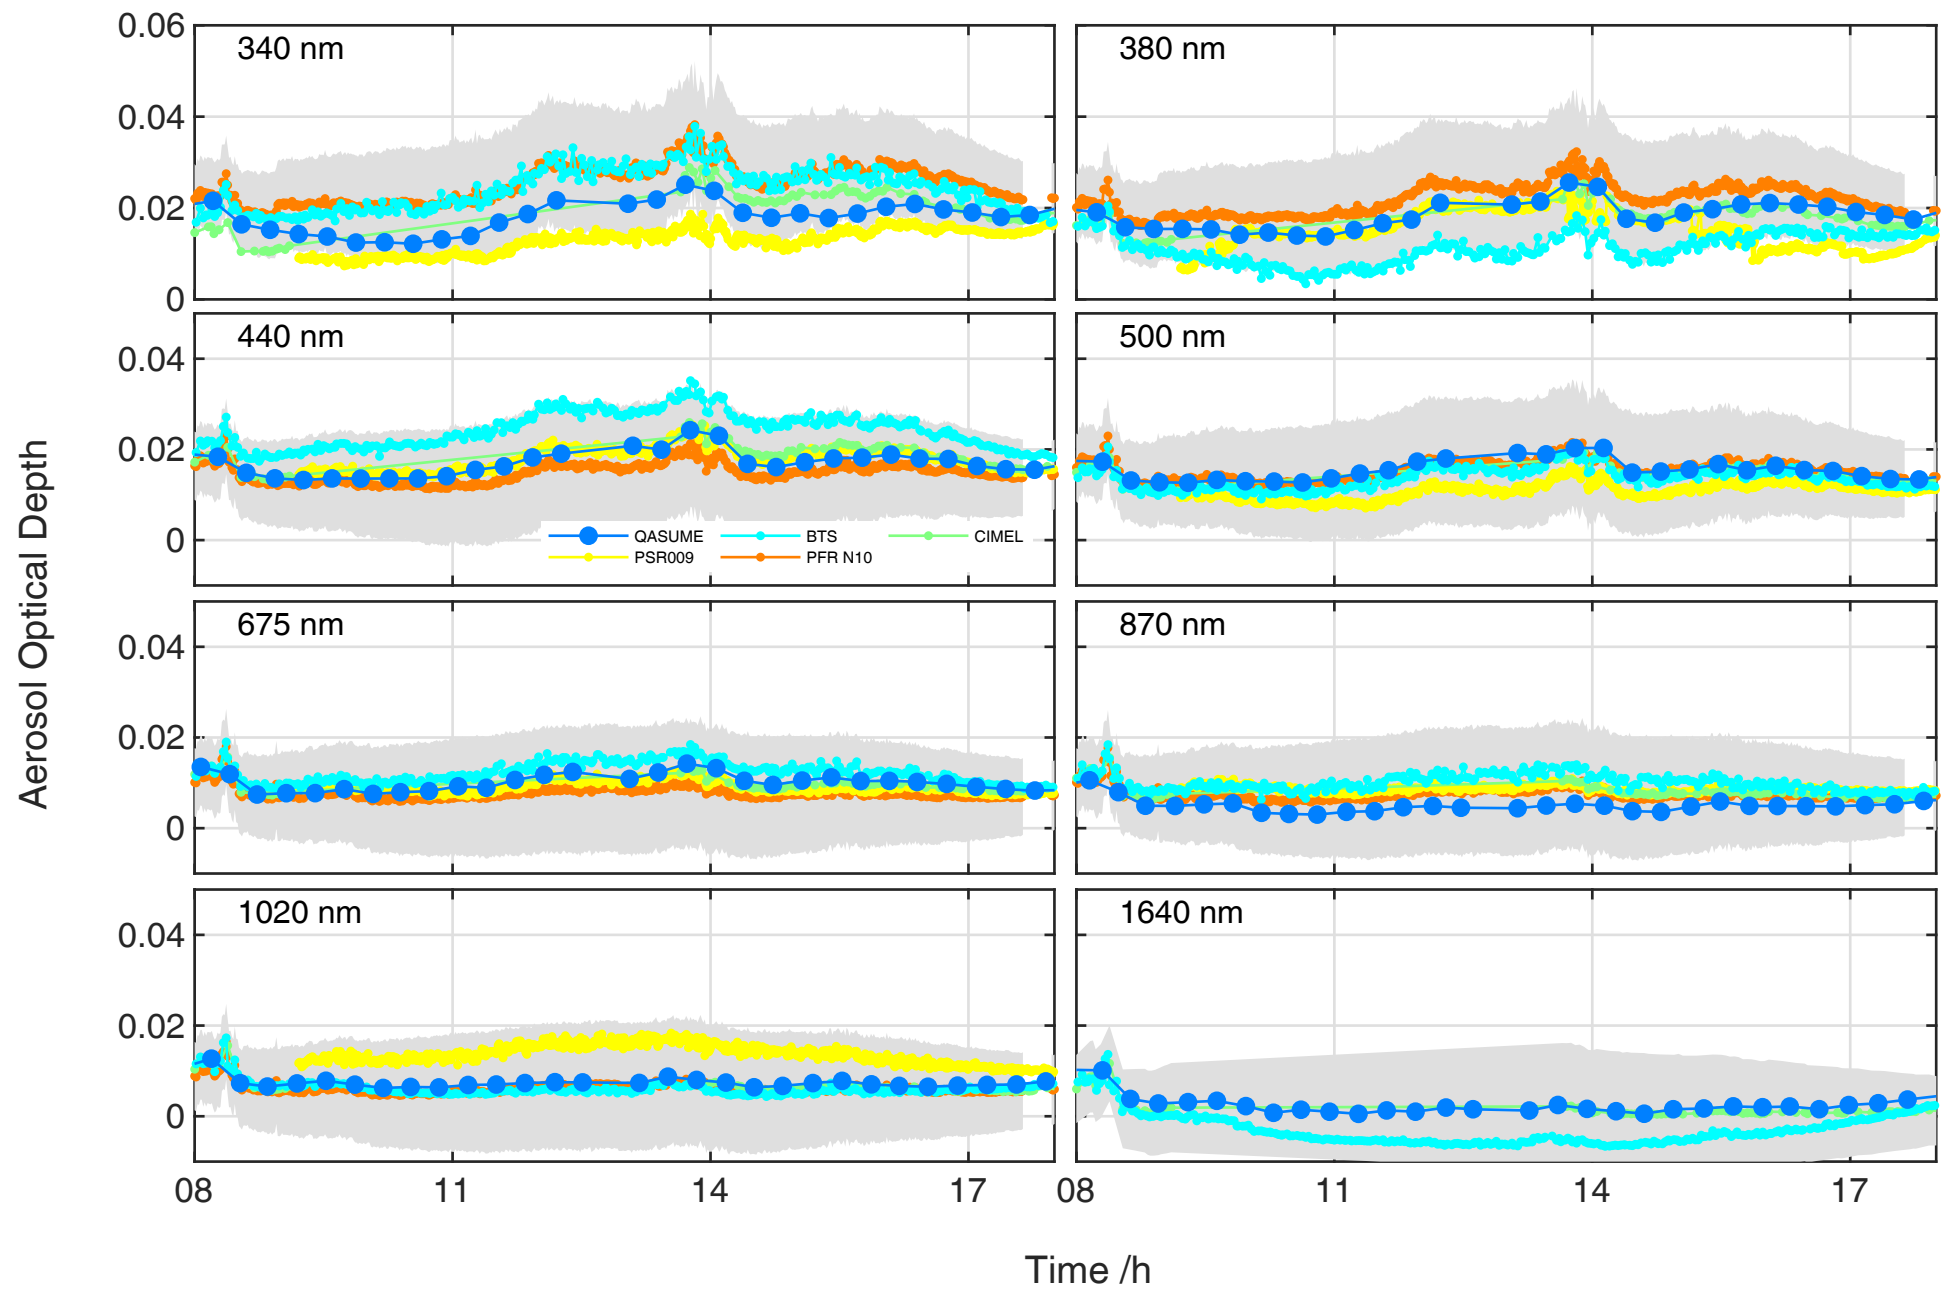 0.06
340 nm
380 nm
0.04
0.02
0
440 nm
500 nm
0.04
0.02
0
QASUME BTS CIMEL
PSR009 PFR N10
Aerosol Optical Depth
675 nm
870 nm
0.04
0.02
0
1020 nm
1640 nm
0.04
0.02
0
08 11 14 17 08 11 14 17
Time /h